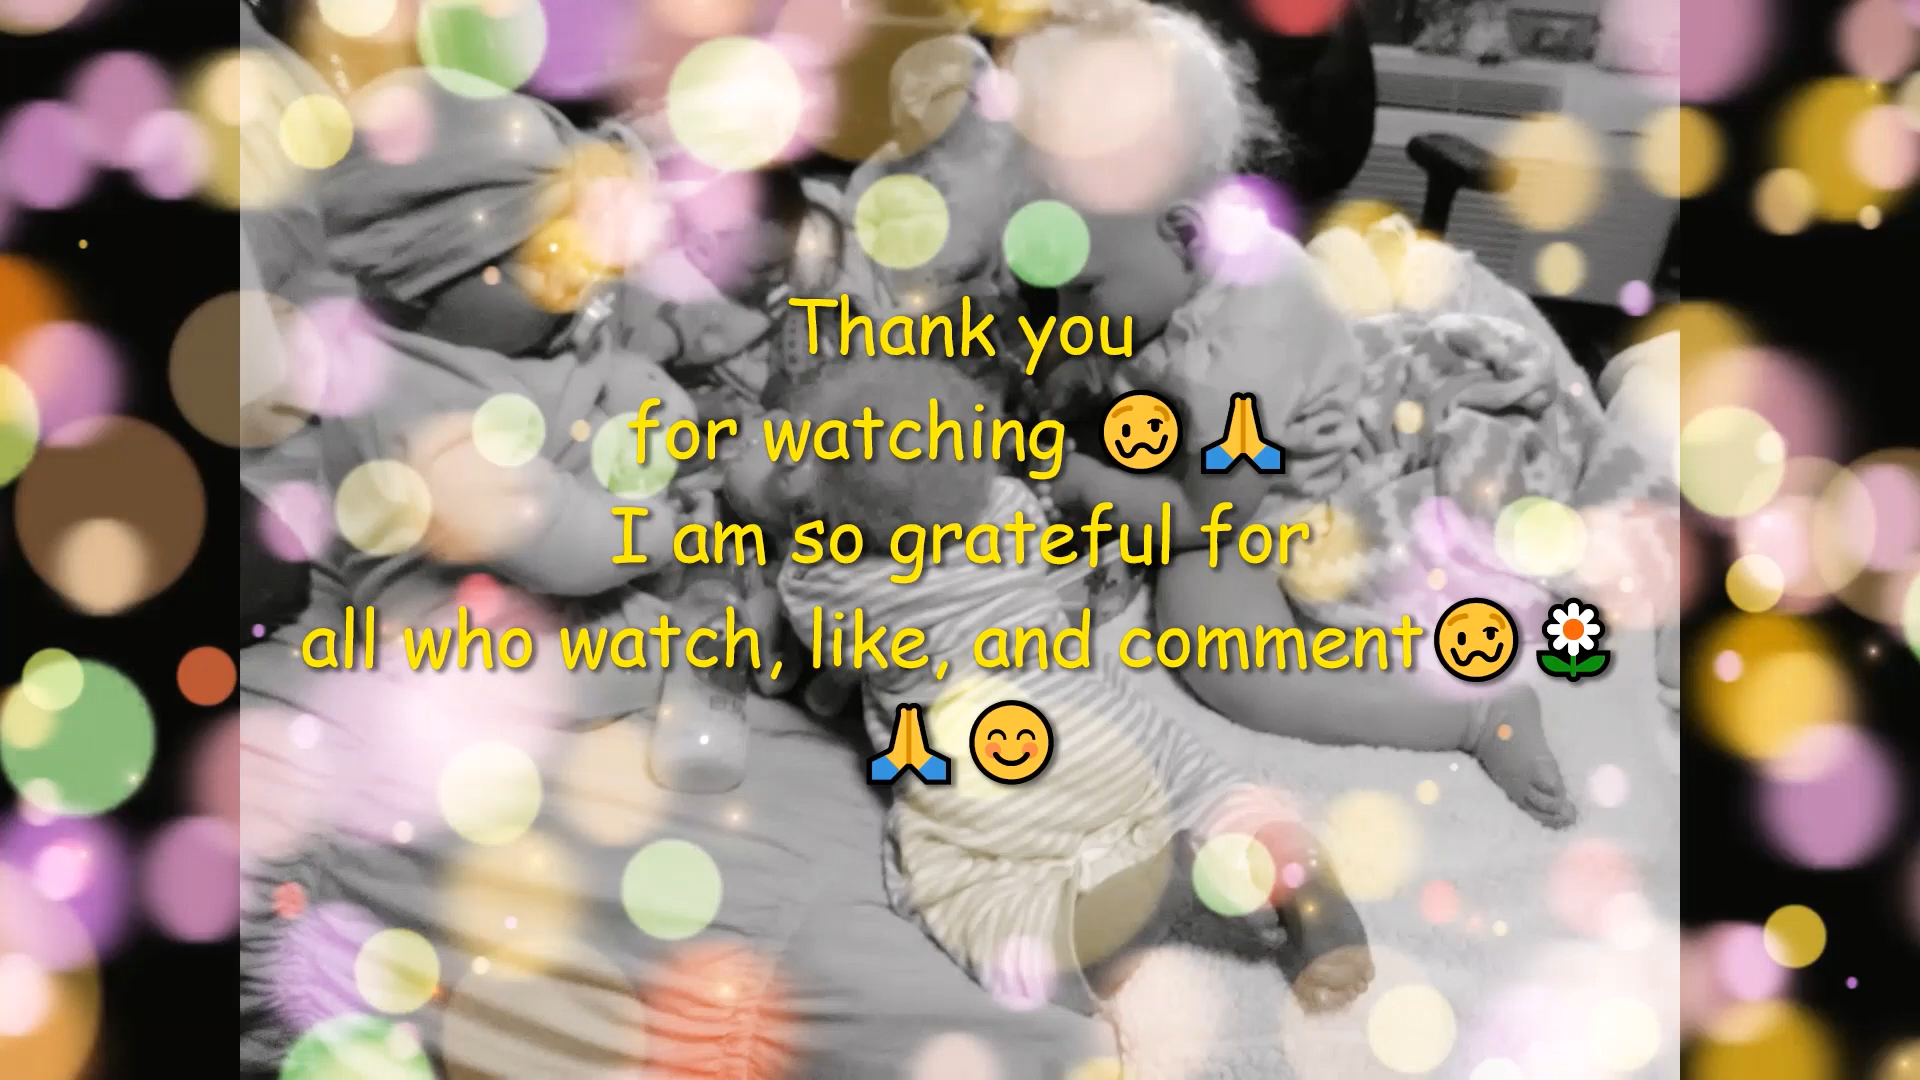 Thank you
for watching 🥴🙏
I am so grateful for
all who watch, like, and comment🥴🌼
🙏😊